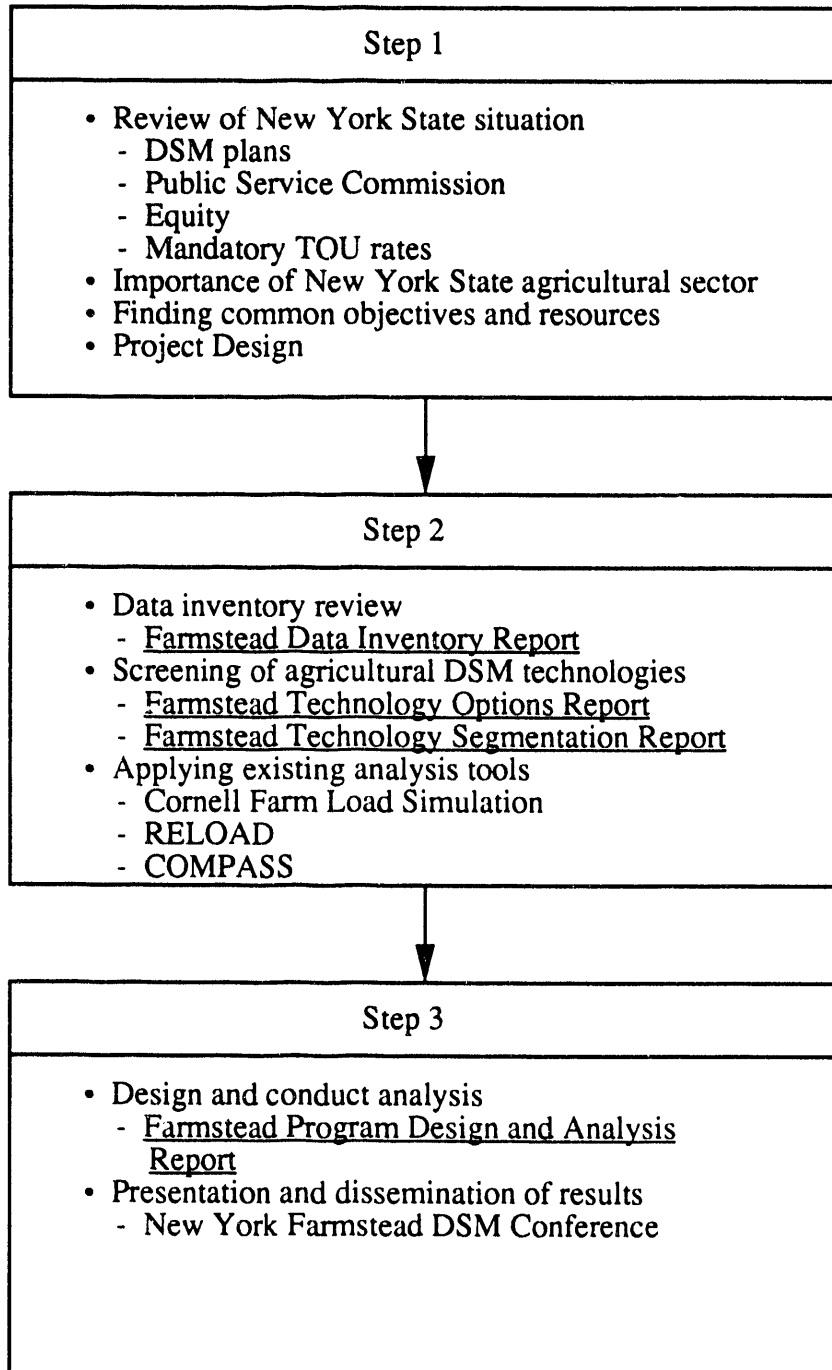 Step 1
• Review of New York State situation
- DSM plans
- Public Service Commission
- Equity
- Mandatory TOU rates
• Importance of New York State agricultural sector
• Finding common objectives and resources
• Project Design
Step 2
• Data inventory review
- Farmstead Data Inventory Report
• Screening of agricultural DSM technologies
- Farmstead Technology Options Report
- Farmstead Technology Segmentation Report
• Applying existing analysis tools
- Cornell Farm Load Simulation
- RELOAD
- COMPASS
Step 3
• Design and conduct analysis
- Farmstead Program Design and Analysis
Report
• Presentation and dissemination of results
- New York Farmstead DSM Conference